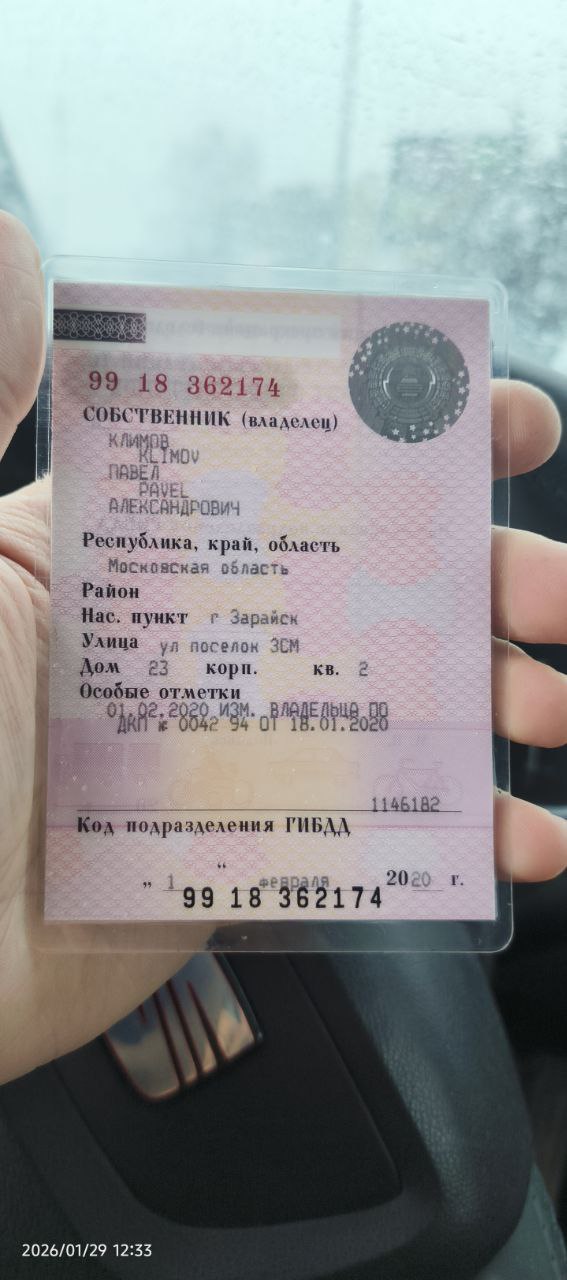 99 18 362174
СОБСТВЕННИК (владелец)
КЛИМОВ
KLIMOV
ПАВЕЛ
PAVEL
АЛЕКСАНДРОВИЧ
Республика, край, область
Московская область
Район
Нас. пункт г Зарайск
Улица ул поселок ЗСМ
Дом 23 корп. кв. 2
Особые отметки
01.02.2020 ИЗМ. ВЛАДЕЛЬЦА ПО
ДКП № 0042 94 ОТ 18.01.2020
1146182
Код подразделения ГИБДД
„ 1 “ февраля 2020 г.
99 18 362174
2026/01/29 12:33